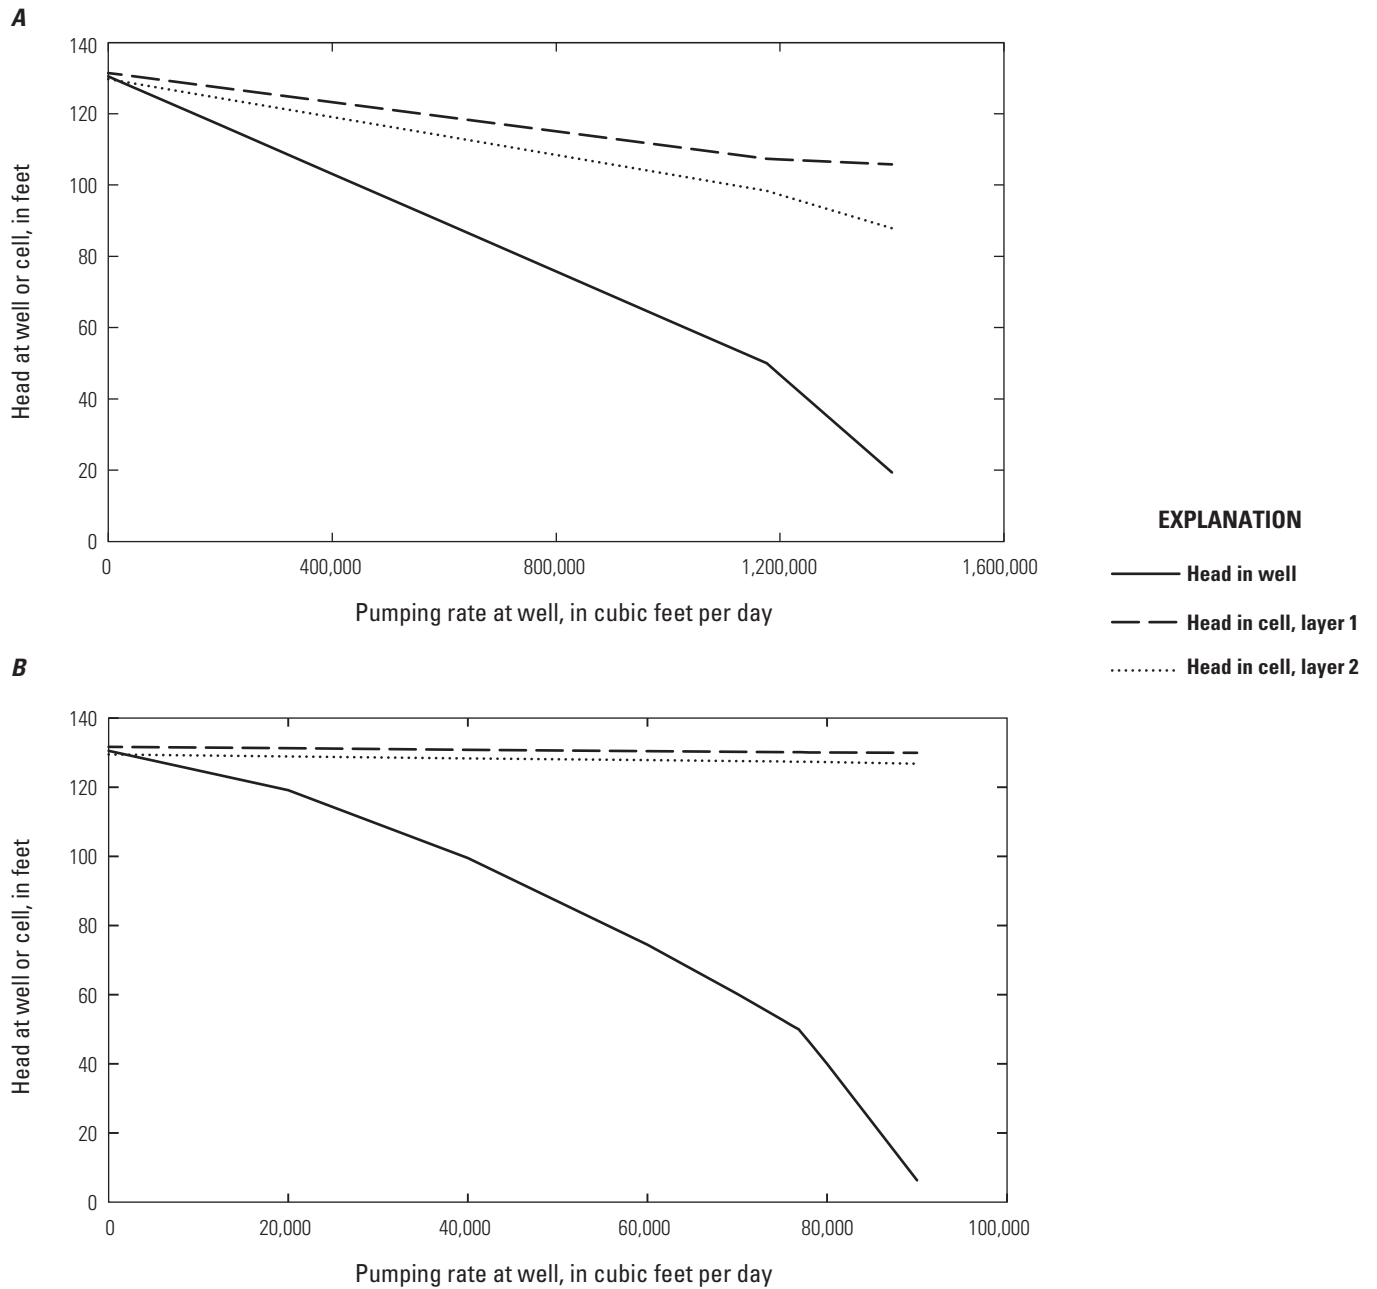 A
140
120
100
80
60
40
20
0
0 400,000 800,000 1,200,000 1,600,000
Head at well or cell, in feet
Pumping rate at well, in cubic feet per day
EXPLANATION
Head in well
Head in cell, layer 1
Head in cell, layer 2
B
140
120
100
80
60
40
20
0
0 20,000 40,000 60,000 80,000 100,000
Head at well or cell, in feet
Pumping rate at well, in cubic feet per day